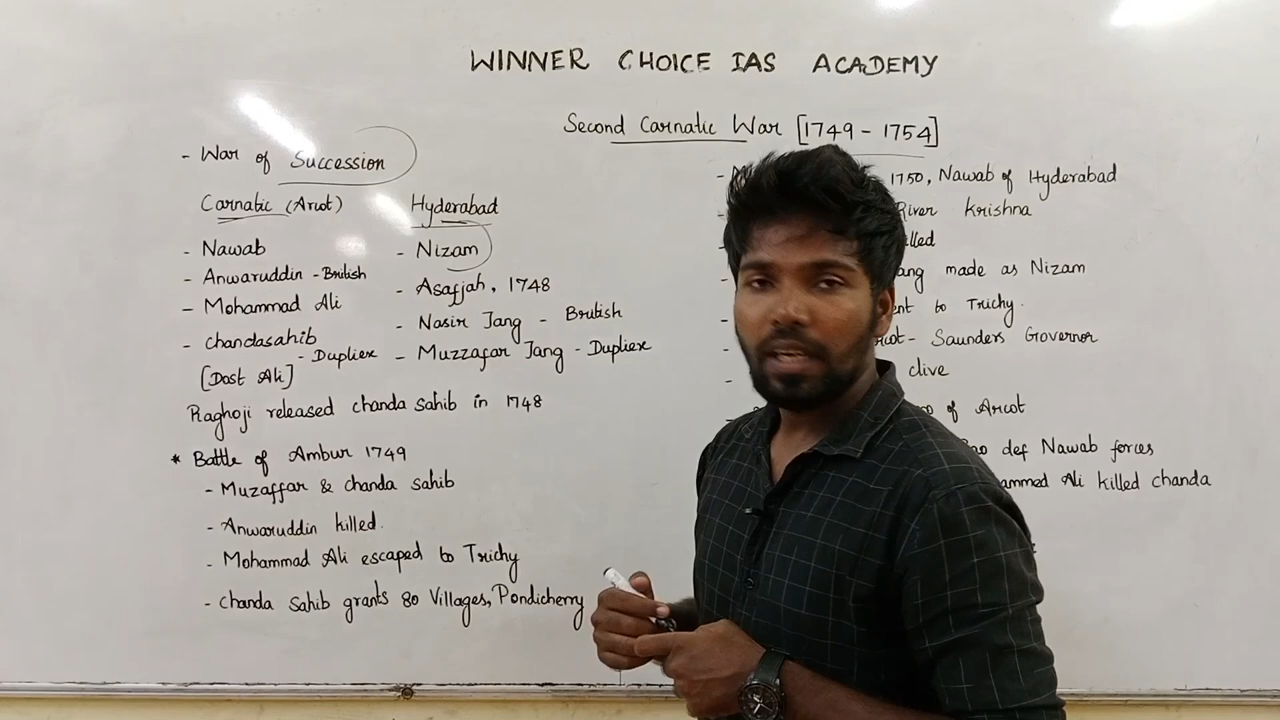 WINNER CHOICE IAS ACADEMY
Second Carnatic War [1749 - 1754]
- War of Succession
Carnatic (Arcot)
- Nawab
- Anwaruddin - British
- Mohammad Ali
- Chandasahib
- Dupliex
[Dost Ali]
Hyderabad
- Nizam
- Asafjah, 1748
- Nasir Jang - British
- Muzzafar Jang - Dupliex
Raghoji released chanda sahib in 1748
* Battle of Ambur 1749
- Muzaffar & chanda sahib
- Anwaruddin killed.
- Mohammad Ali escaped to Trichy
- Chanda Sahib grants 80 Villages, Pondicherry
1750, Nawab of Hyderabad
River Krishna
made as Nizam
to Trichy.
- Saunders Governor
clive
of Arcot
def Nawab forces
Ali killed chanda